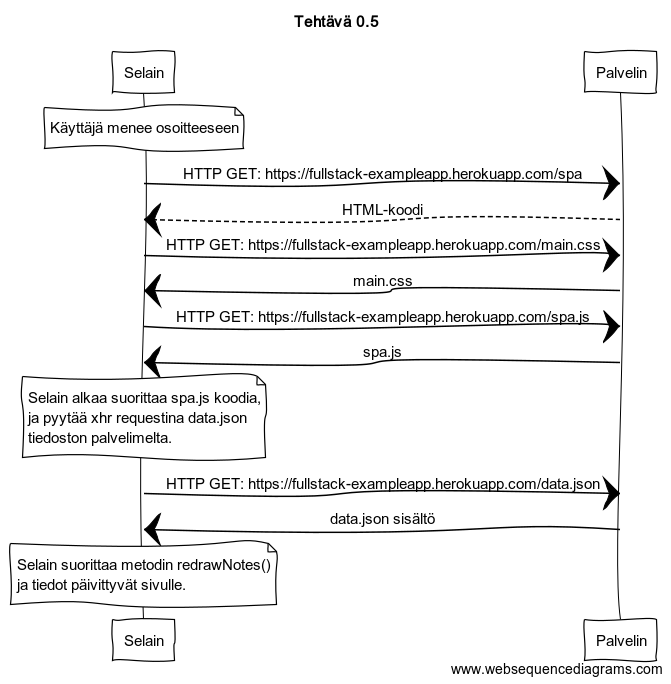 Tehtävä 0.5
Selain
Palvelin
Käyttäjä menee osoitteeseen
HTTP GET: https://fullstack-exampleapp.herokuapp.com/spa
HTML-koodi
HTTP GET: https://fullstack-exampleapp.herokuapp.com/main.css
main.css
HTTP GET: https://fullstack-exampleapp.herokuapp.com/spa.js
spa.js
Selain alkaa suorittaa spa.js koodia,
ja pyytää xhr requestina data.json
tiedoston palvelimelta.
HTTP GET: https://fullstack-exampleapp.herokuapp.com/data.json
data.json sisältö
Selain suorittaa metodin redrawNotes()
ja tiedot päivittyvät sivulle.
Selain
Palvelin
www.websequencediagrams.com